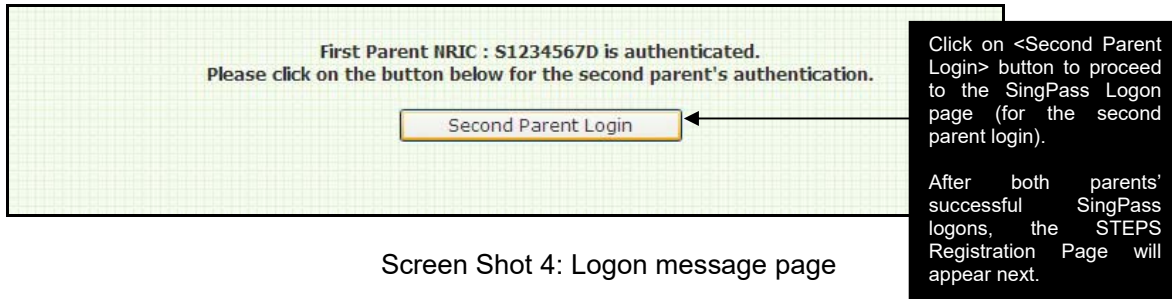 First Parent NRIC : S1234567D is authenticated.
Please click on the button below for the second parent's authentication.
Second Parent Login
Click on <Second Parent
Login> button to proceed
to the SingPass Logon
page (for the second
parent login).
After both parents’
successful SingPass
logons, the STEPS
Registration Page will
appear next.
Screen Shot 4: Logon message page